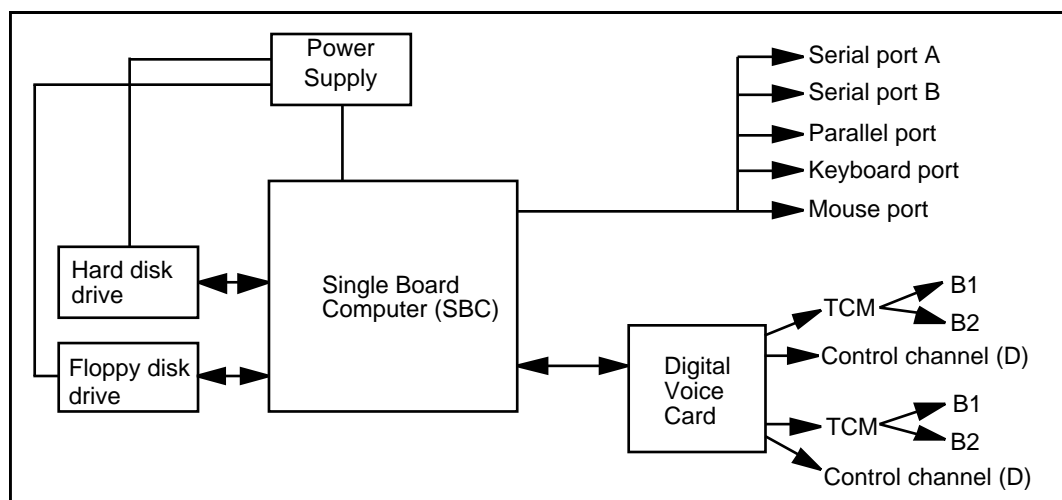 Power
Supply
Serial port A
Serial port B
Parallel port
Keyboard port
Mouse port
Hard disk
drive
Single Board
Computer (SBC)
Floppy disk
drive
Digital
Voice
Card
TCM
B1
B2
Control channel (D)
TCM
B1
B2
Control channel (D)